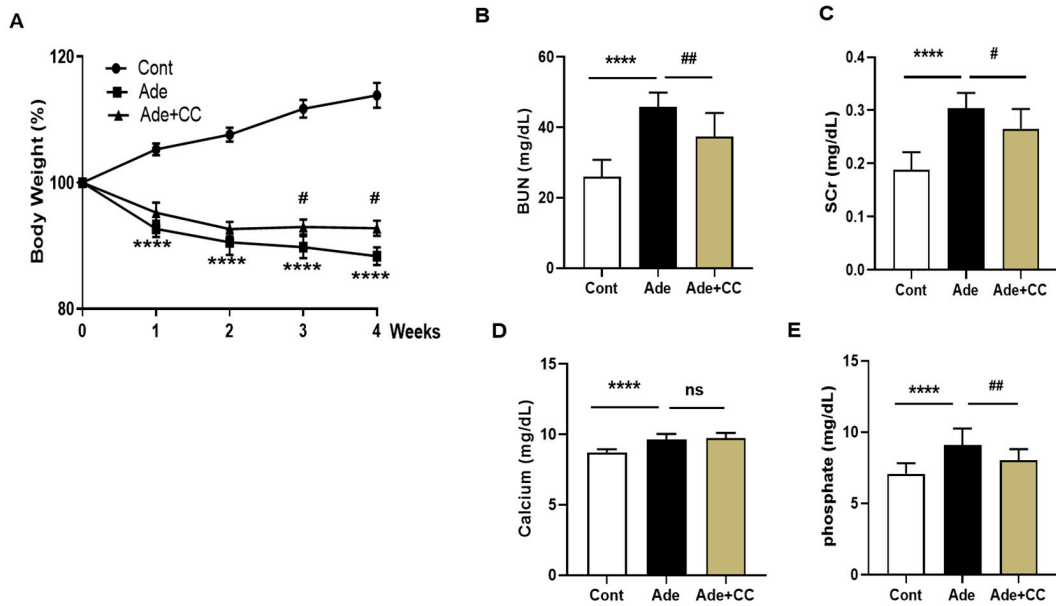 A
Body Weight (%)
120
100
80
Cont
Ade
Ade+CC
#
#
****
****
****
****
0
1
2
3
4
Weeks
B
BUN (mg/dL)
60
40
20
0
****
##
Cont
Ade
Ade+CC
C
SCr (mg/dL)
0.4
0.3
0.2
0.1
0.0
****
#
Cont
Ade
Ade+CC
D
Calcium (mg/dL)
15
10
5
0
****
ns
Cont
Ade
Ade+CC
E
phosphate (mg/dL)
15
10
5
0
****
##
Cont
Ade
Ade+CC